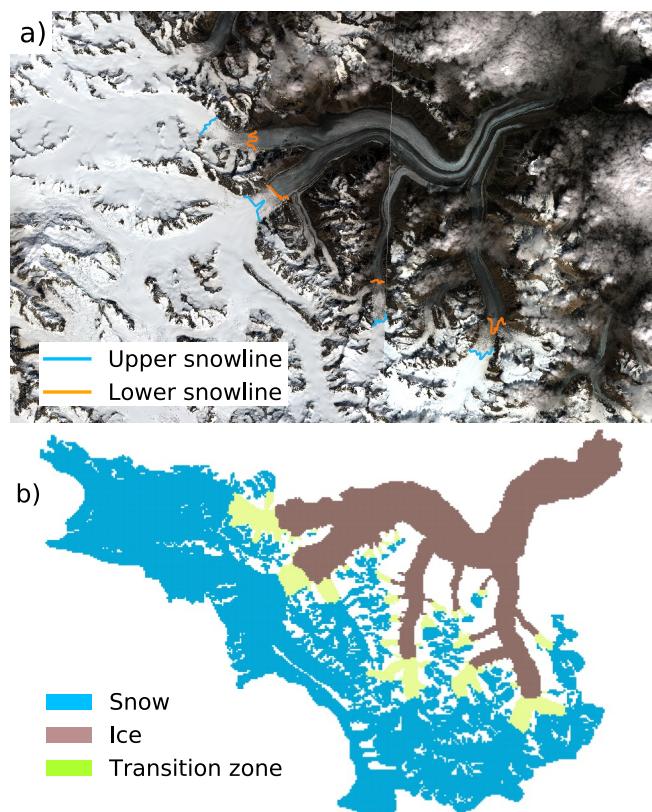 a)
Upper snowline
Lower snowline
b)
Snow
Ice
Transition zone